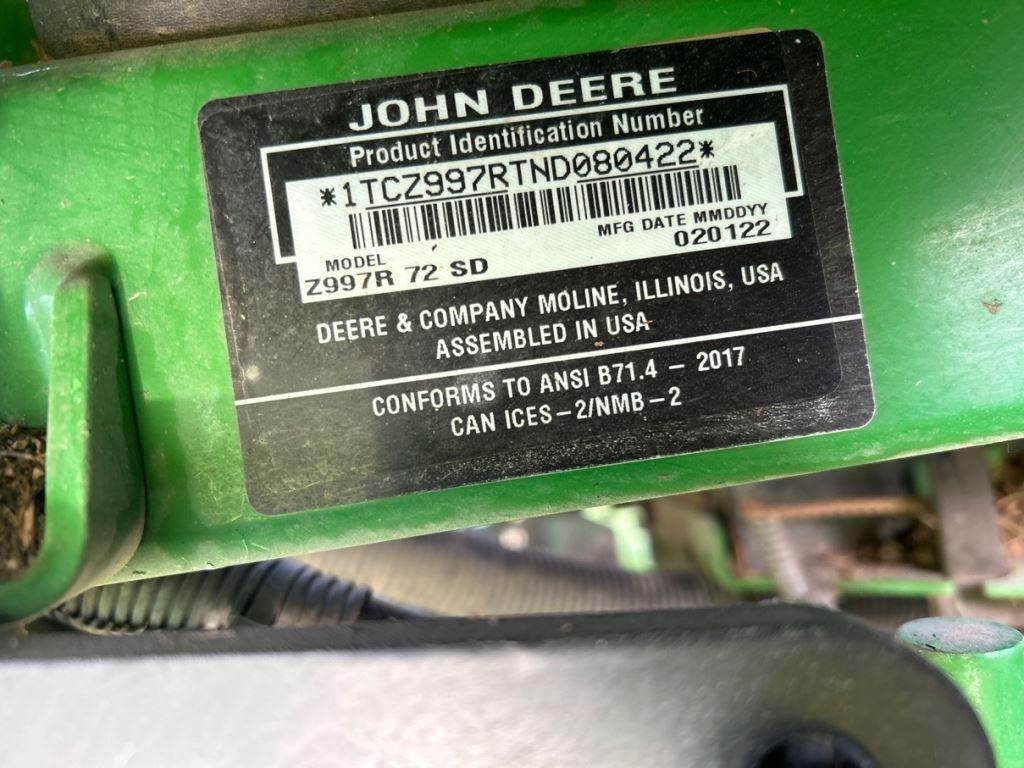 JOHN DEERE
Product Identification Number
*1TCZ997RTND080422*
MODEL
Z997R 72 SD
MFG DATE MMDDYY
020122
DEERE & COMPANY MOLINE, ILLINOIS, USA
ASSEMBLED IN USA
CONFORMS TO ANSI B71.4 - 2017
CAN ICES-2/NMB-2